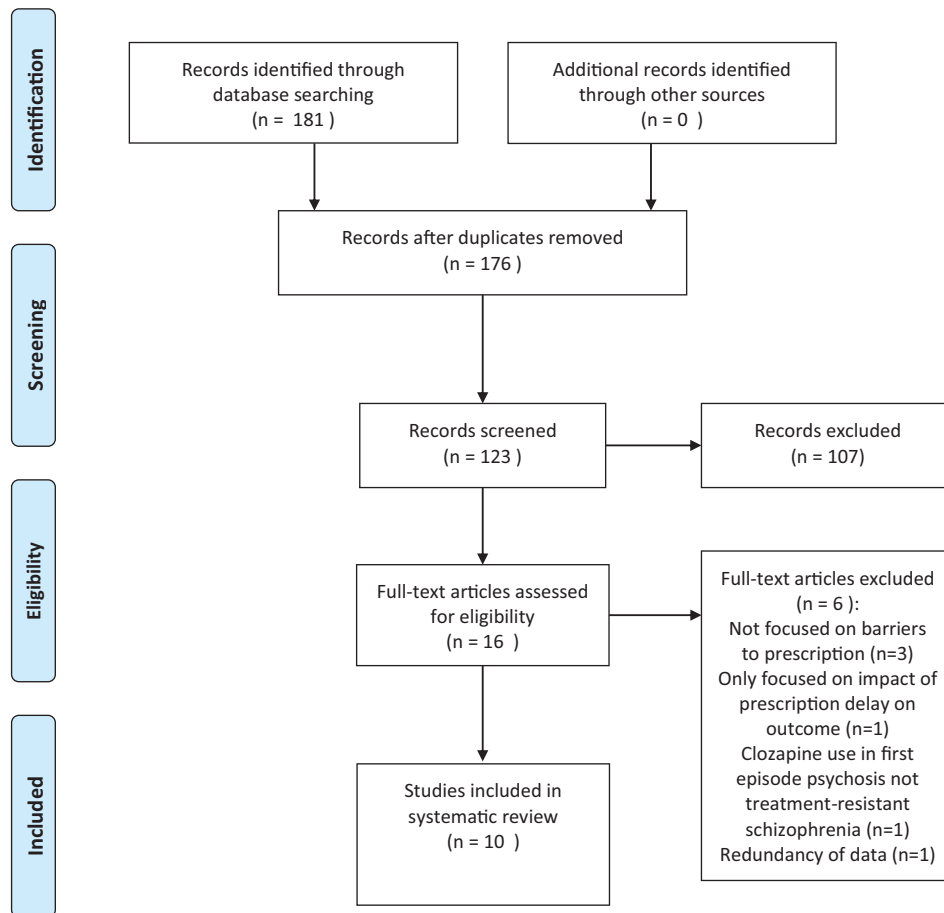 Identification
Records identified through
database searching
(n = 181 )
Additional records identified
through other sources
(n = 0 )
Records after duplicates removed
(n = 176 )
Screening
Records screened
(n = 123 )
Records excluded
(n = 107)
Eligibility
Full-text articles assessed
for eligibility
(n = 16 )
Full-text articles excluded
(n = 6 ):
Not focused on barriers
to prescription (n=3)
Only focused on impact of
prescription delay on
outcome (n=1)
Clozapine use in first
episode psychosis not
treatment-resistant
schizophrenia (n=1)
Redundancy of data (n=1)
Included
Studies included in
systematic review
(n = 10 )